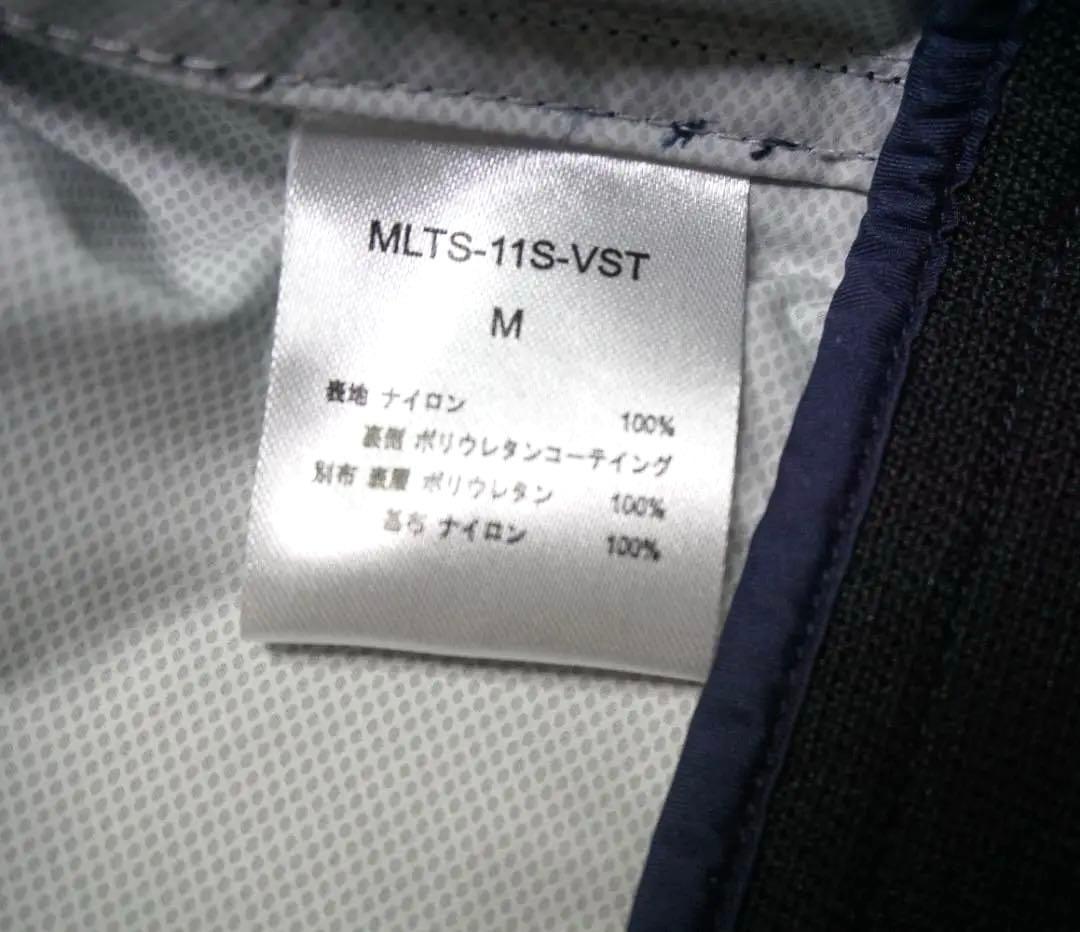 MLTS-11S-VST
M
表地 ナイロン 100%
裏側 ポリウレタンコーテイング
別布 表層 ポリウレタン 100%
基布 ナイロン 100%